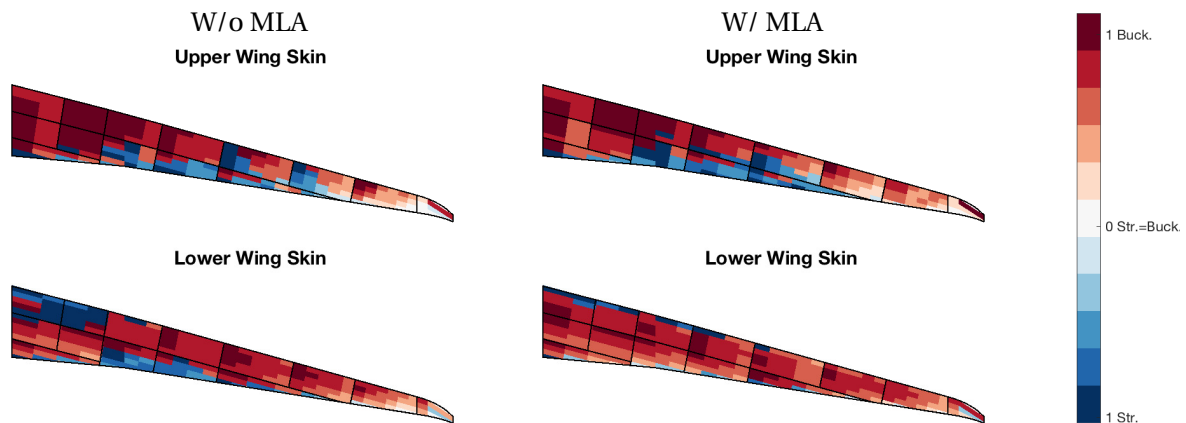 W/o MLA
Upper Wing Skin
W/ MLA
Upper Wing Skin
Lower Wing Skin
Lower Wing Skin
1 Buck.
0 Str.=Buck.
1 Str.